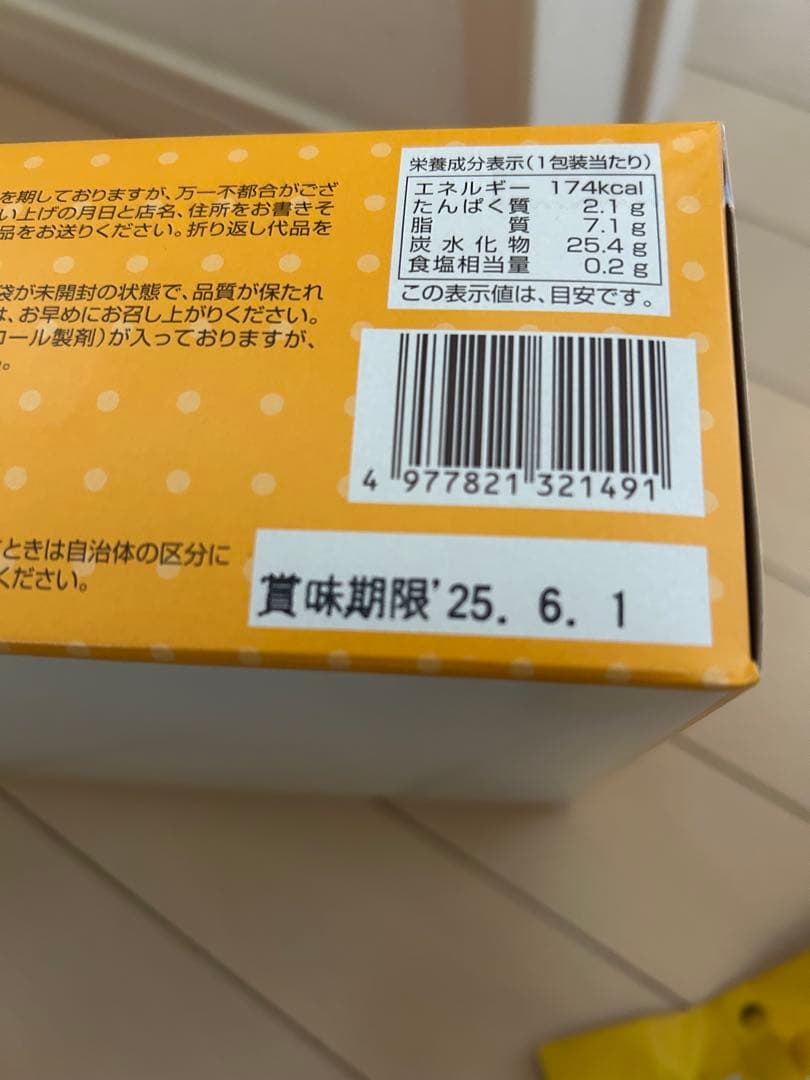 を期しておりますが、万一不都合がござ
い上げの月日と店名、住所をお書きそ
品をお送りください。折り返し代品を
袋が未開封の状態で、品質が保たれ
は、お早めにお召し上がりください。
コール製剤)が入っておりますが、
。
ときは自治体の区分に
ください。
栄養成分表示(1包装当たり)
エネルギー 174kcal
たんぱく質 2.1g
脂質 7.1g
炭水化物 25.4g
食塩相当量 0.2g
この表示値は、目安です。
4 977821 321491
賞味期限'25. 6. 1